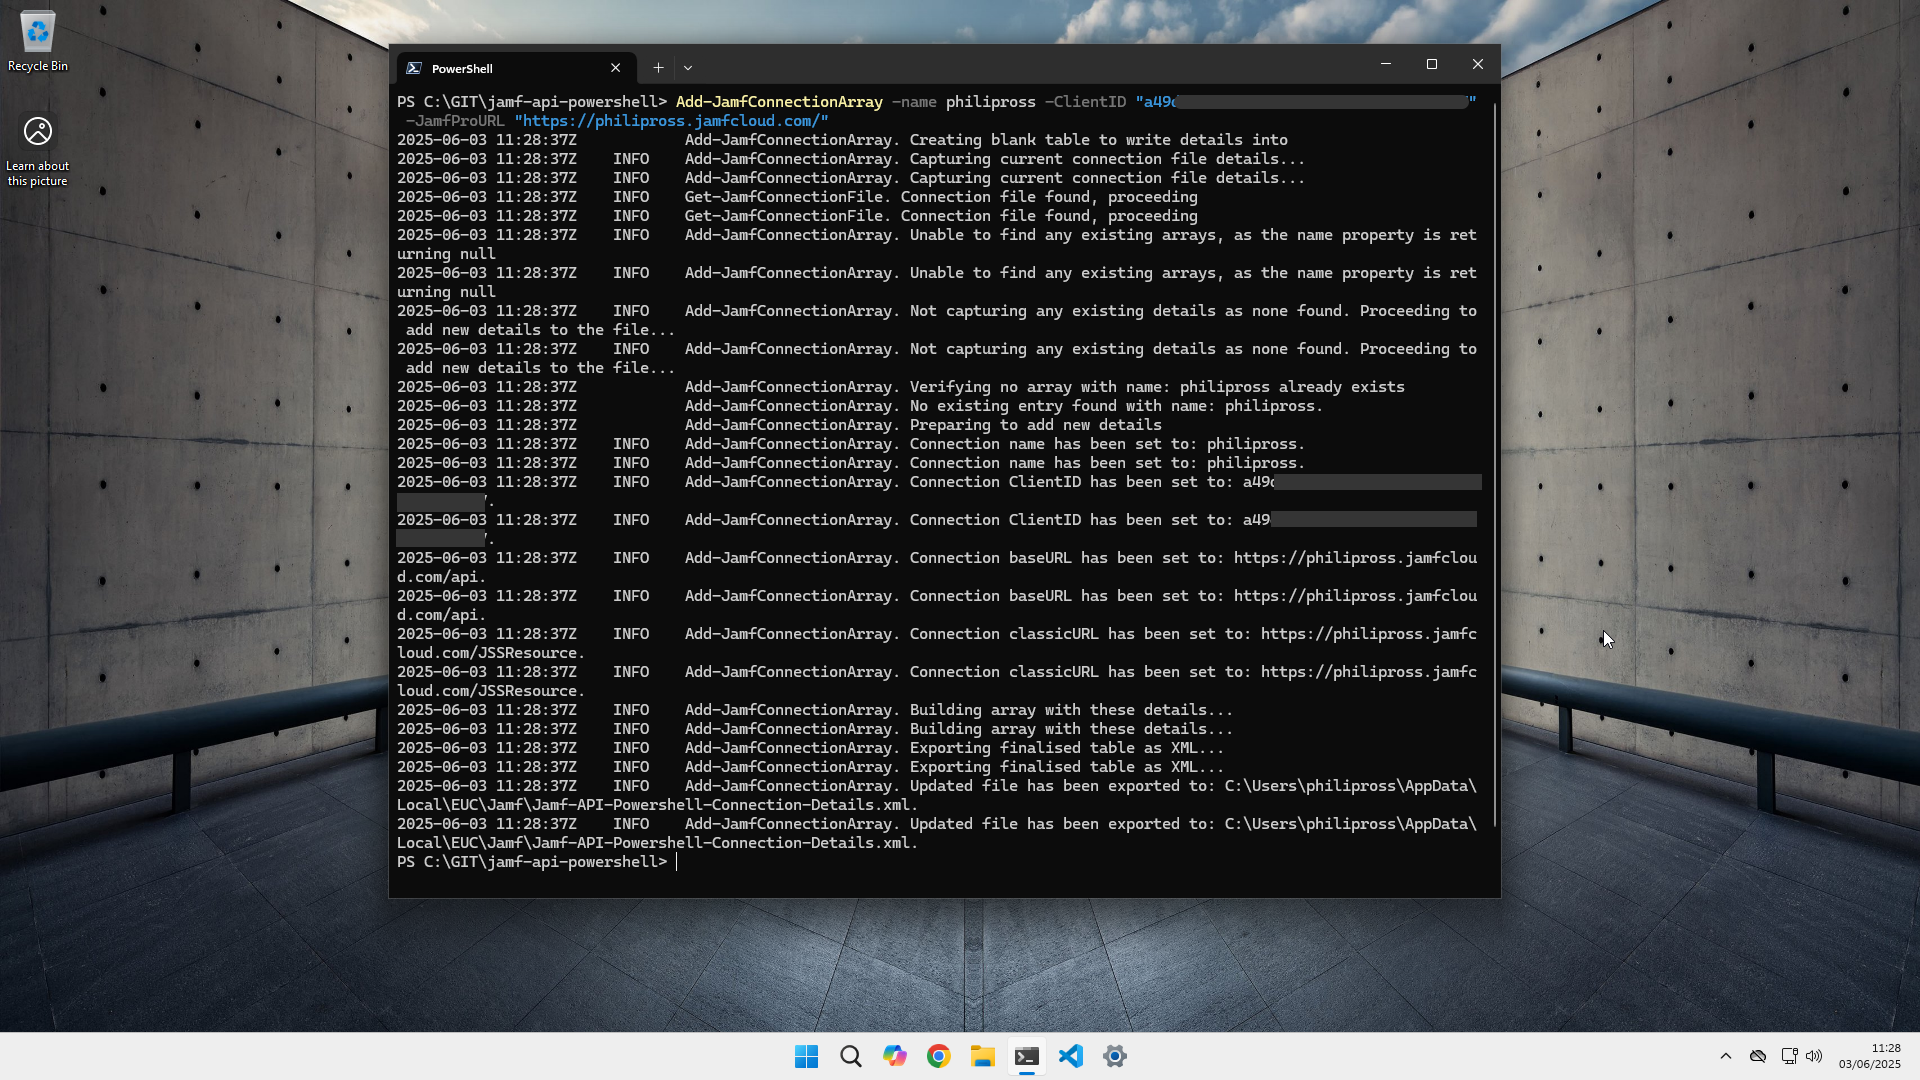 Recycle Bin
Learn about
this picture
PowerShell
PS C:\GIT\jamf-api-powershell> Add-JamfConnectionArray -name philipross -ClientID "a49 "
-JamfProURL "https://philipross.jamfcloud.com/"
2025-06-03 11:28:37Z Add-JamfConnectionArray. Creating blank table to write details into
2025-06-03 11:28:37Z INFO Add-JamfConnectionArray. Capturing current connection file details...
2025-06-03 11:28:37Z INFO Add-JamfConnectionArray. Capturing current connection file details...
2025-06-03 11:28:37Z INFO Get-JamfConnectionFile. Connection file found, proceeding
2025-06-03 11:28:37Z INFO Get-JamfConnectionFile. Connection file found, proceeding
2025-06-03 11:28:37Z INFO Add-JamfConnectionArray. Unable to find any existing arrays, as the name property is ret
urning null
2025-06-03 11:28:37Z INFO Add-JamfConnectionArray. Unable to find any existing arrays, as the name property is ret
urning null
2025-06-03 11:28:37Z INFO Add-JamfConnectionArray. Not capturing any existing details as none found. Proceeding to
add new details to the file...
2025-06-03 11:28:37Z INFO Add-JamfConnectionArray. Not capturing any existing details as none found. Proceeding to
add new details to the file...
2025-06-03 11:28:37Z Add-JamfConnectionArray. Verifying no array with name: philipross already exists
2025-06-03 11:28:37Z Add-JamfConnectionArray. No existing entry found with name: philipross.
2025-06-03 11:28:37Z Add-JamfConnectionArray. Preparing to add new details
2025-06-03 11:28:37Z INFO Add-JamfConnectionArray. Connection name has been set to: philipross.
2025-06-03 11:28:37Z INFO Add-JamfConnectionArray. Connection name has been set to: philipross.
2025-06-03 11:28:37Z INFO Add-JamfConnectionArray. Connection ClientID has been set to: a49
.
2025-06-03 11:28:37Z INFO Add-JamfConnectionArray. Connection ClientID has been set to: a49
.
2025-06-03 11:28:37Z INFO Add-JamfConnectionArray. Connection baseURL has been set to: https://philipross.jamfclou
d.com/api.
2025-06-03 11:28:37Z INFO Add-JamfConnectionArray. Connection baseURL has been set to: https://philipross.jamfclou
d.com/api.
2025-06-03 11:28:37Z INFO Add-JamfConnectionArray. Connection classicURL has been set to: https://philipross.jamfc
loud.com/JSSResource.
2025-06-03 11:28:37Z INFO Add-JamfConnectionArray. Connection classicURL has been set to: https://philipross.jamfc
loud.com/JSSResource.
2025-06-03 11:28:37Z INFO Add-JamfConnectionArray. Building array with these details...
2025-06-03 11:28:37Z INFO Add-JamfConnectionArray. Building array with these details...
2025-06-03 11:28:37Z INFO Add-JamfConnectionArray. Exporting finalised table as XML...
2025-06-03 11:28:37Z INFO Add-JamfConnectionArray. Exporting finalised table as XML...
2025-06-03 11:28:37Z INFO Add-JamfConnectionArray. Updated file has been exported to: C:\Users\philipross\AppData\
Local\EUC\Jamf\Jamf-API-Powershell-Connection-Details.xml.
2025-06-03 11:28:37Z INFO Add-JamfConnectionArray. Updated file has been exported to: C:\Users\philipross\AppData\
Local\EUC\Jamf\Jamf-API-Powershell-Connection-Details.xml.
PS C:\GIT\jamf-api-powershell>
11:28
03/06/2025